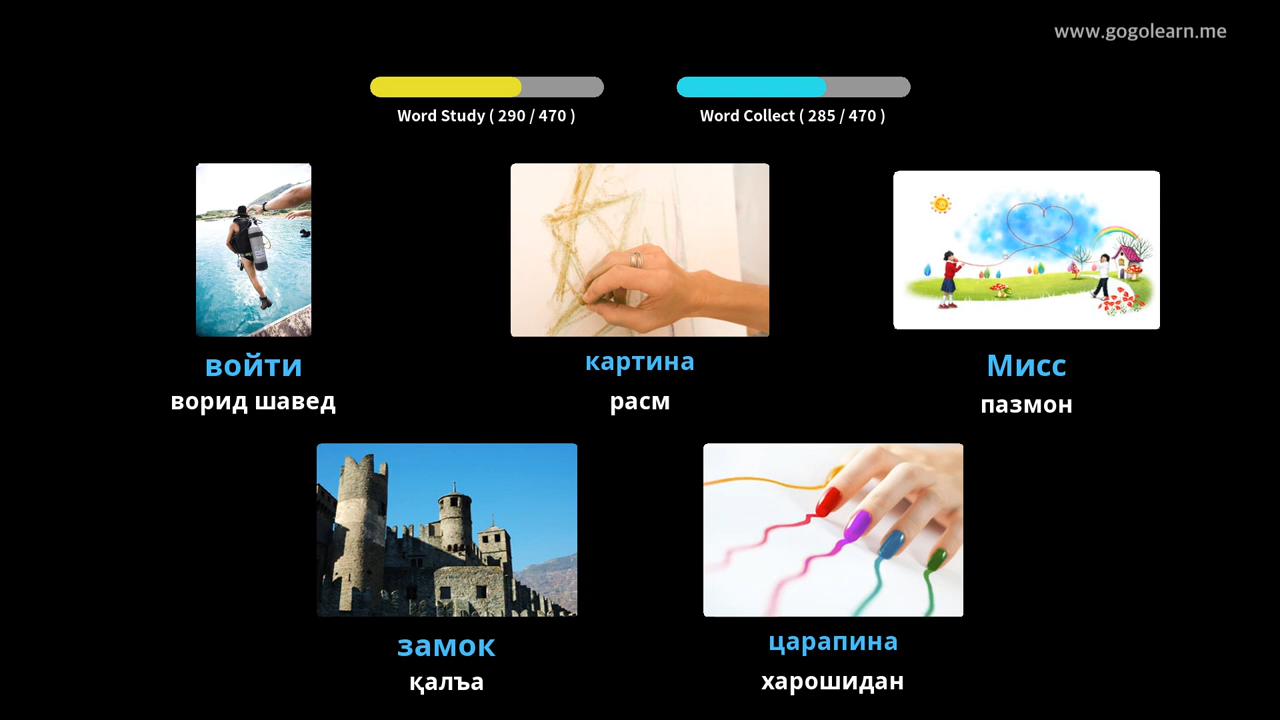 www.gogolearn.me
Word Study ( 290 / 470 )
Word Collect ( 285 / 470 )
войти
ворид шавед
картина
расм
Мисс
пазмон
замок
қалъа
царапина
харошидан